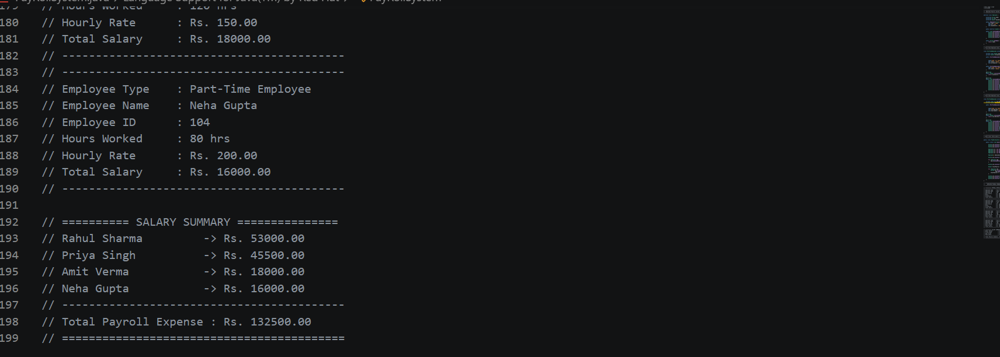 PayRollSystem.java > Language Support for Java(TM) by Red Hat > PayRollSystem
179 // Hours Worked : 120 hrs
180 // Hourly Rate : Rs. 150.00
181 // Total Salary : Rs. 18000.00
182 // ------------------------------------------
183 // ------------------------------------------
184 // Employee Type : Part-Time Employee
185 // Employee Name : Neha Gupta
186 // Employee ID : 104
187 // Hours Worked : 80 hrs
188 // Hourly Rate : Rs. 200.00
189 // Total Salary : Rs. 16000.00
190 // ------------------------------------------
191
192 // ========== SALARY SUMMARY ===============
193 // Rahul Sharma -> Rs. 53000.00
194 // Priya Singh -> Rs. 45500.00
195 // Amit Verma -> Rs. 18000.00
196 // Neha Gupta -> Rs. 16000.00
197 // ------------------------------------------
198 // Total Payroll Expense : Rs. 132500.00
199 // ==========================================